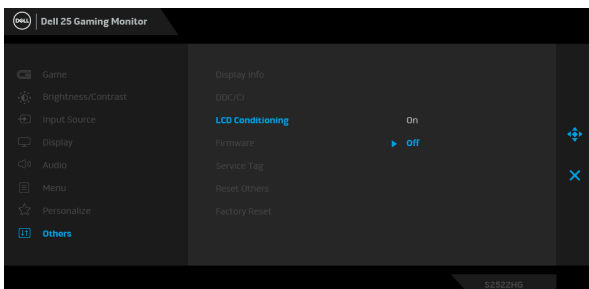 DELL Dell 25 Gaming Monitor
Game
Brightness/Contrast
Input Source
Display
Audio
Menu
Personalize
Others
Display Info
DDC/CI
LCD Conditioning On
Firmware Off
Service Tag
Reset Others
Factory Reset
S2522HG